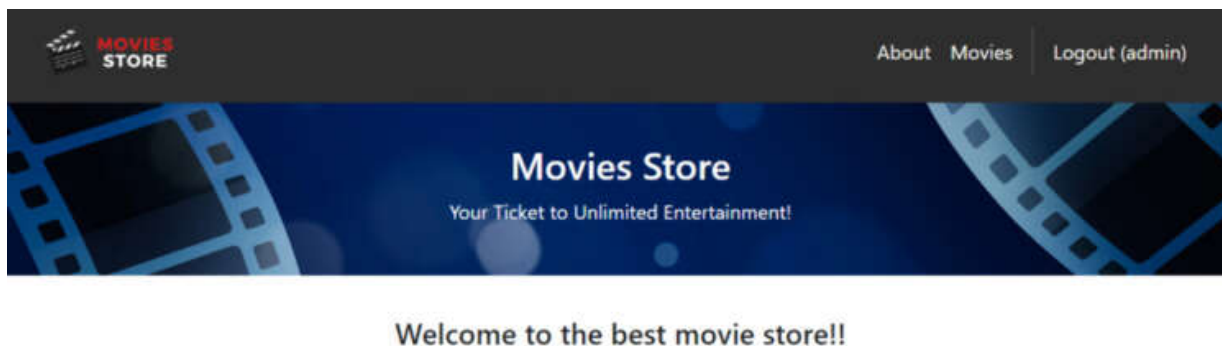 MOVIES
STORE
About Movies Logout (admin)
Movies Store
Your Ticket to Unlimited Entertainment!
Welcome to the best movie store!!